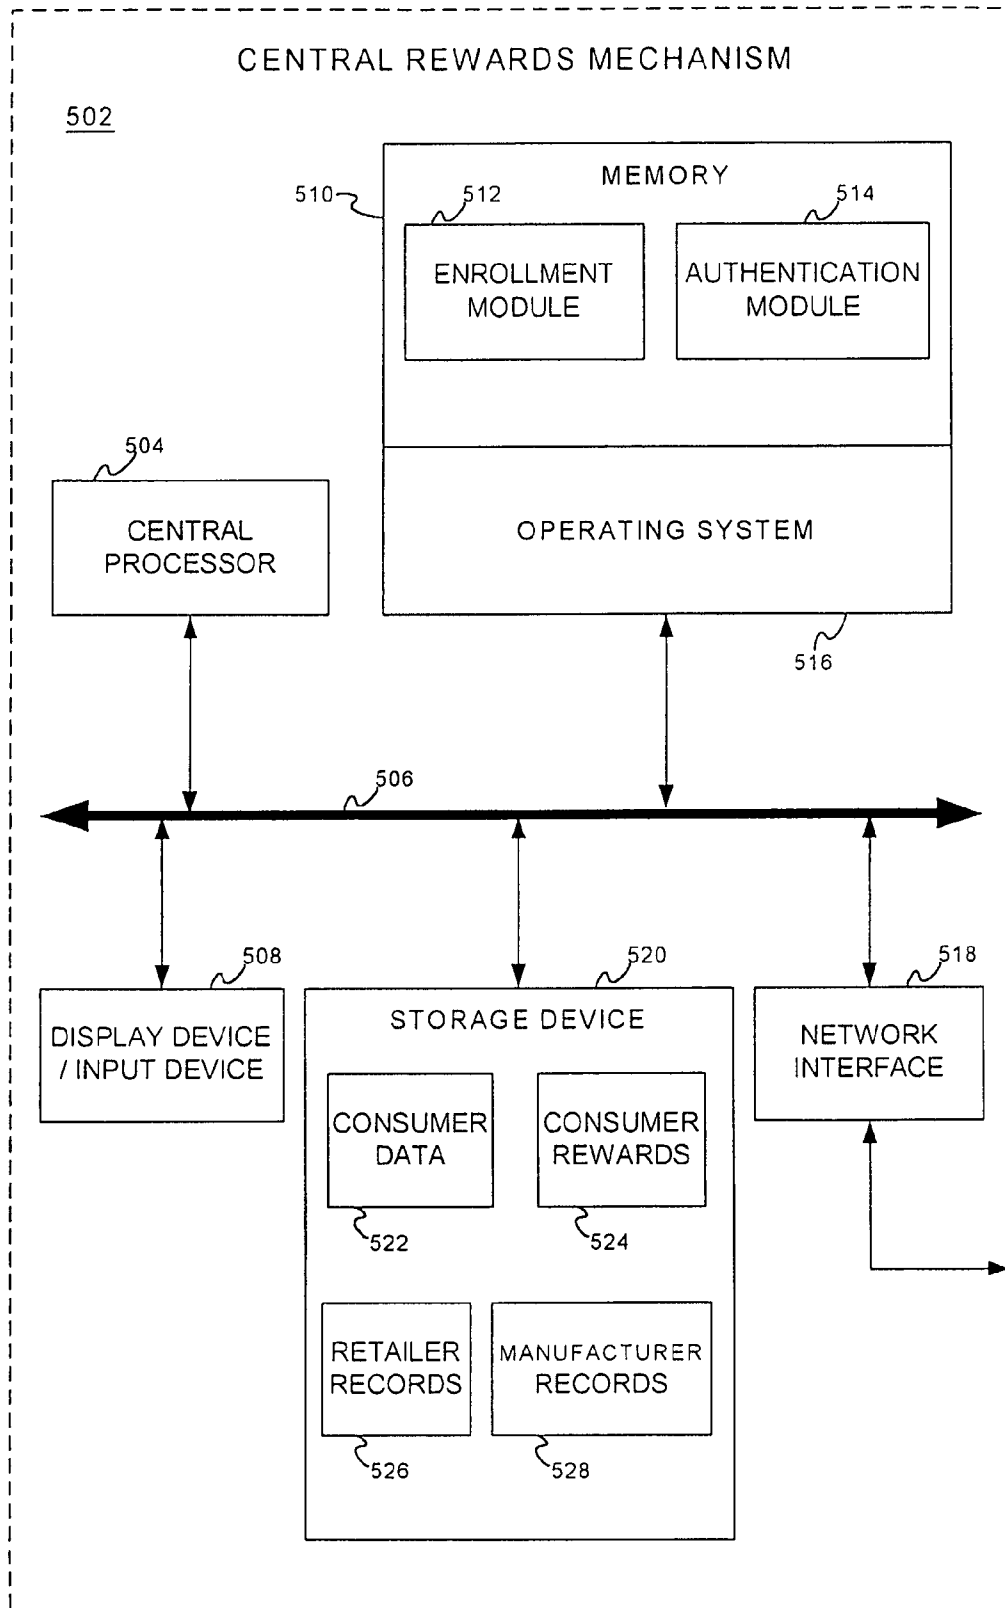 CENTRAL REWARDS MECHANISM
502
MEMORY
510
512
514
ENROLLMENT
MODULE
AUTHENTICATION
MODULE
504
CENTRAL
PROCESSOR
OPERATING SYSTEM
516
506
508
DISPLAY DEVICE
/ INPUT DEVICE
520
STORAGE DEVICE
CONSUMER
DATA
522
CONSUMER
REWARDS
524
RETAILER
RECORDS
526
MANUFACTURER
RECORDS
528
518
NETWORK
INTERFACE